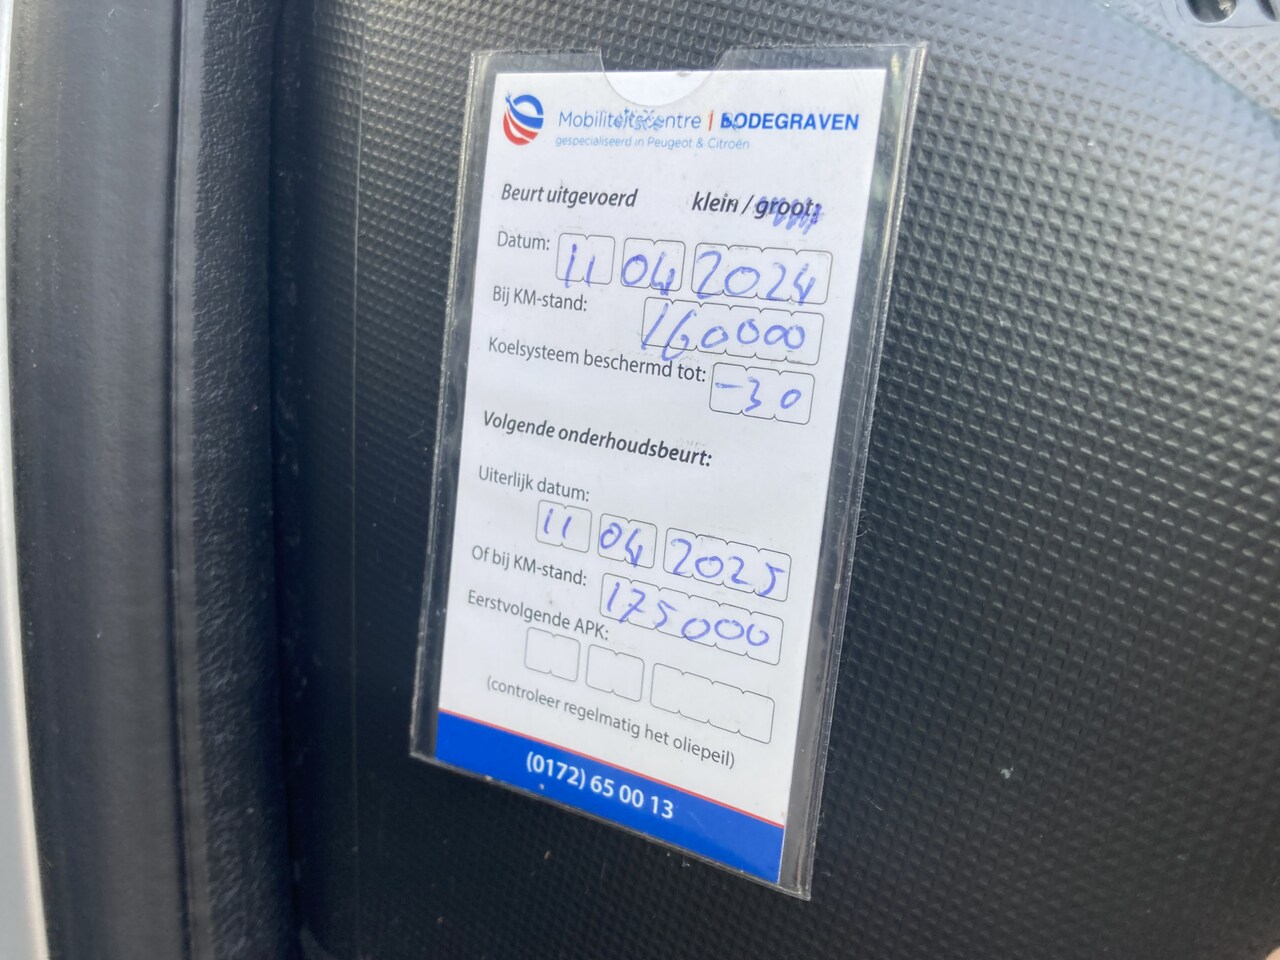 Mobiliteitscentre | BODEGRAVEN
gespecialiseerd in Peugeot & Citroën
Beurt uitgevoerd klein / groot:
Datum: 11 04 2024
Bij KM-stand: 160000
Koelsysteem beschermd tot: -30
Volgende onderhoudsbeurt:
Uiterlijk datum:
11 04 2025
Of bij KM-stand: 175000
Eerstvolgende APK:
(controleer regelmatig het oliepeil)
(0172) 65 00 13